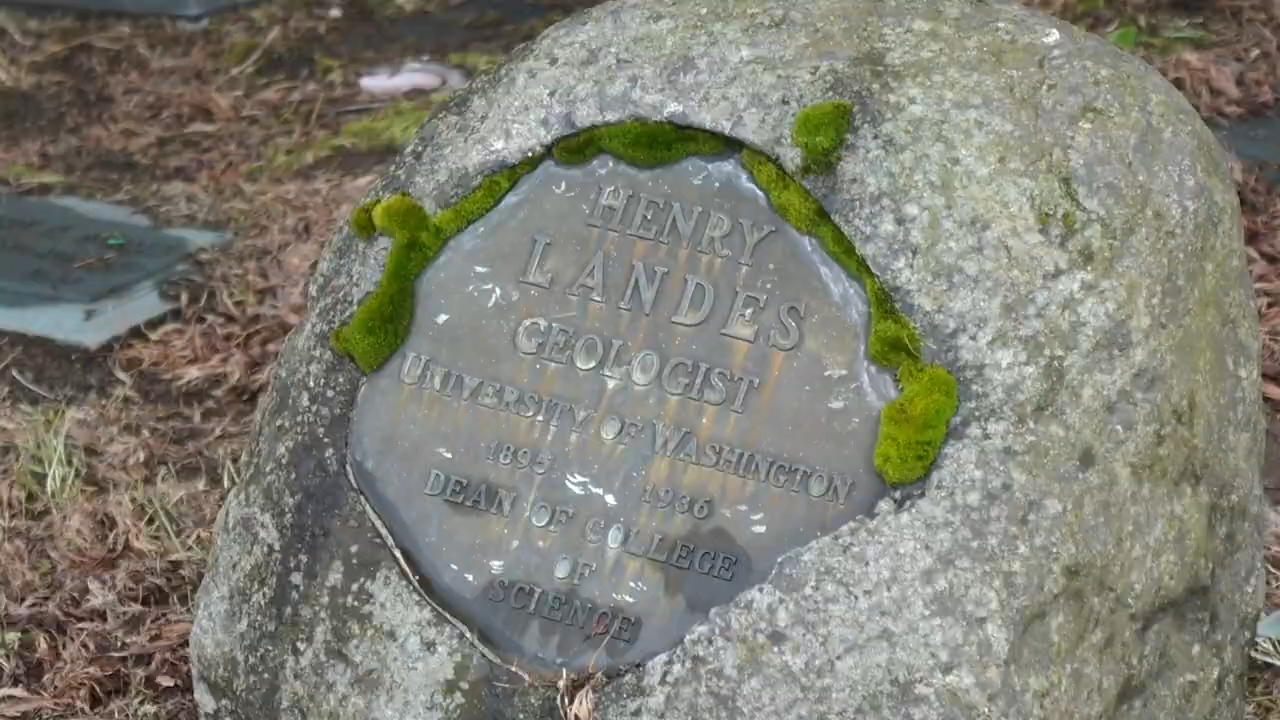 HENRY
LANDES
GEOLOGIST
UNIVERSITY OF WASHINGTON
1895 1936
DEAN OF COLLEGE
OF
SCIENCE